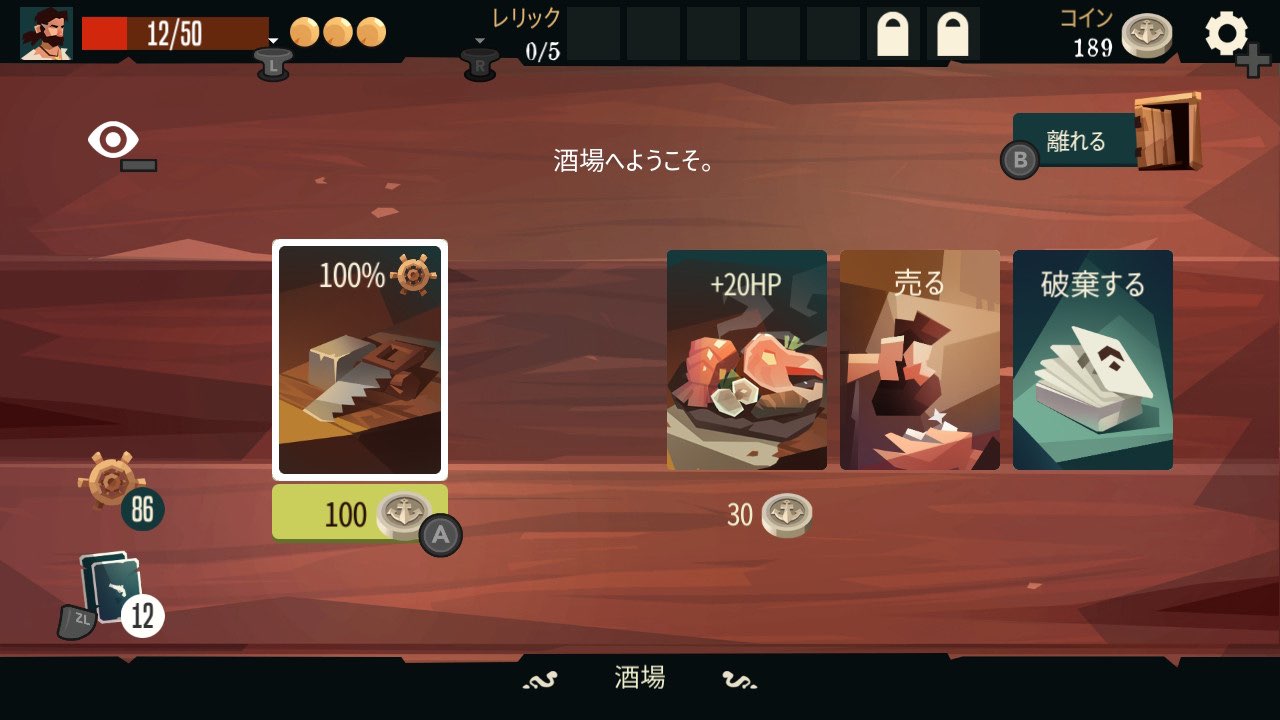 12/50
L
R
レリック
0/5
コイン
189
酒場へようこそ。
離れる
B
100%
+20HP
売る
破棄する
100
A
30
86
ZL
12
酒場